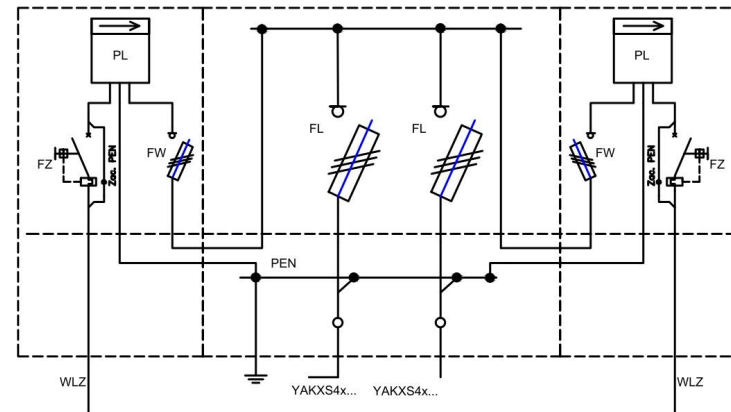 PL
PL
FZ
Zac. PEN
FW
FL
FL
FW
Zac. PEN
FZ
PEN
WLZ
YAKXS4x...
YAKXS4x...
WLZ